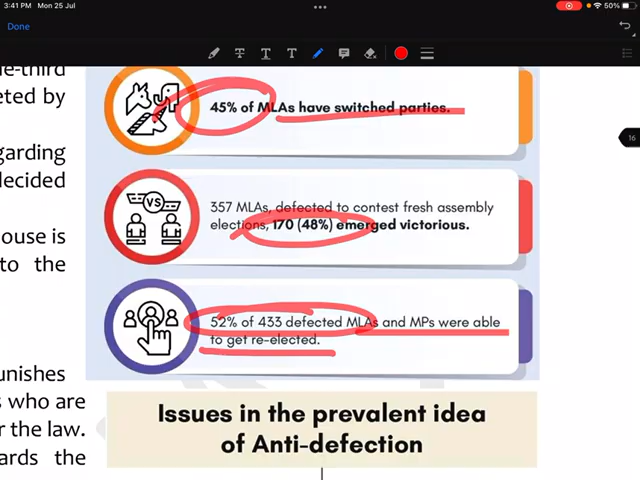 3:41 PM Mon 25 Jul
50%
Done
T T T
16
ne-third
eted by
garding
decided
ouse is
to the
unishes
s who are
r the law.
ards the
45% of MLAs have switched parties.
VS
357 MLAs, defected to contest fresh assembly
elections, 170 (48%) emerged victorious.
52% of 433 defected MLAs and MPs were able
to get re-elected.
Issues in the prevalent idea
of Anti-defection